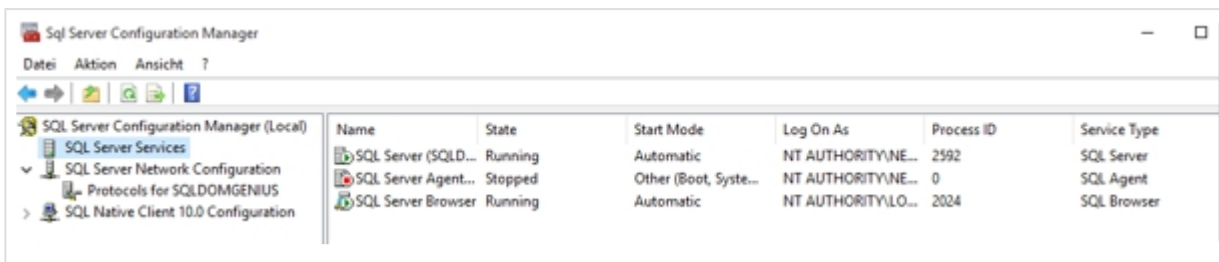 Sql Server Configuration Manager
Datei Aktion Ansicht ?
SQL Server Configuration Manager (Local)
SQL Server Services
SQL Server Network Configuration
Protocols for SQLDOMGENIUS
SQL Native Client 10.0 Configuration
Name State Start Mode Log On As Process ID Service Type
SQL Server (SQLD... Running Automatic NT AUTHORITY\NE... 2592 SQL Server
SQL Server Agent... Stopped Other (Boot, Syste... NT AUTHORITY\NE... 0 SQL Agent
SQL Server Browser Running Automatic NT AUTHORITY\LO... 2024 SQL Browser